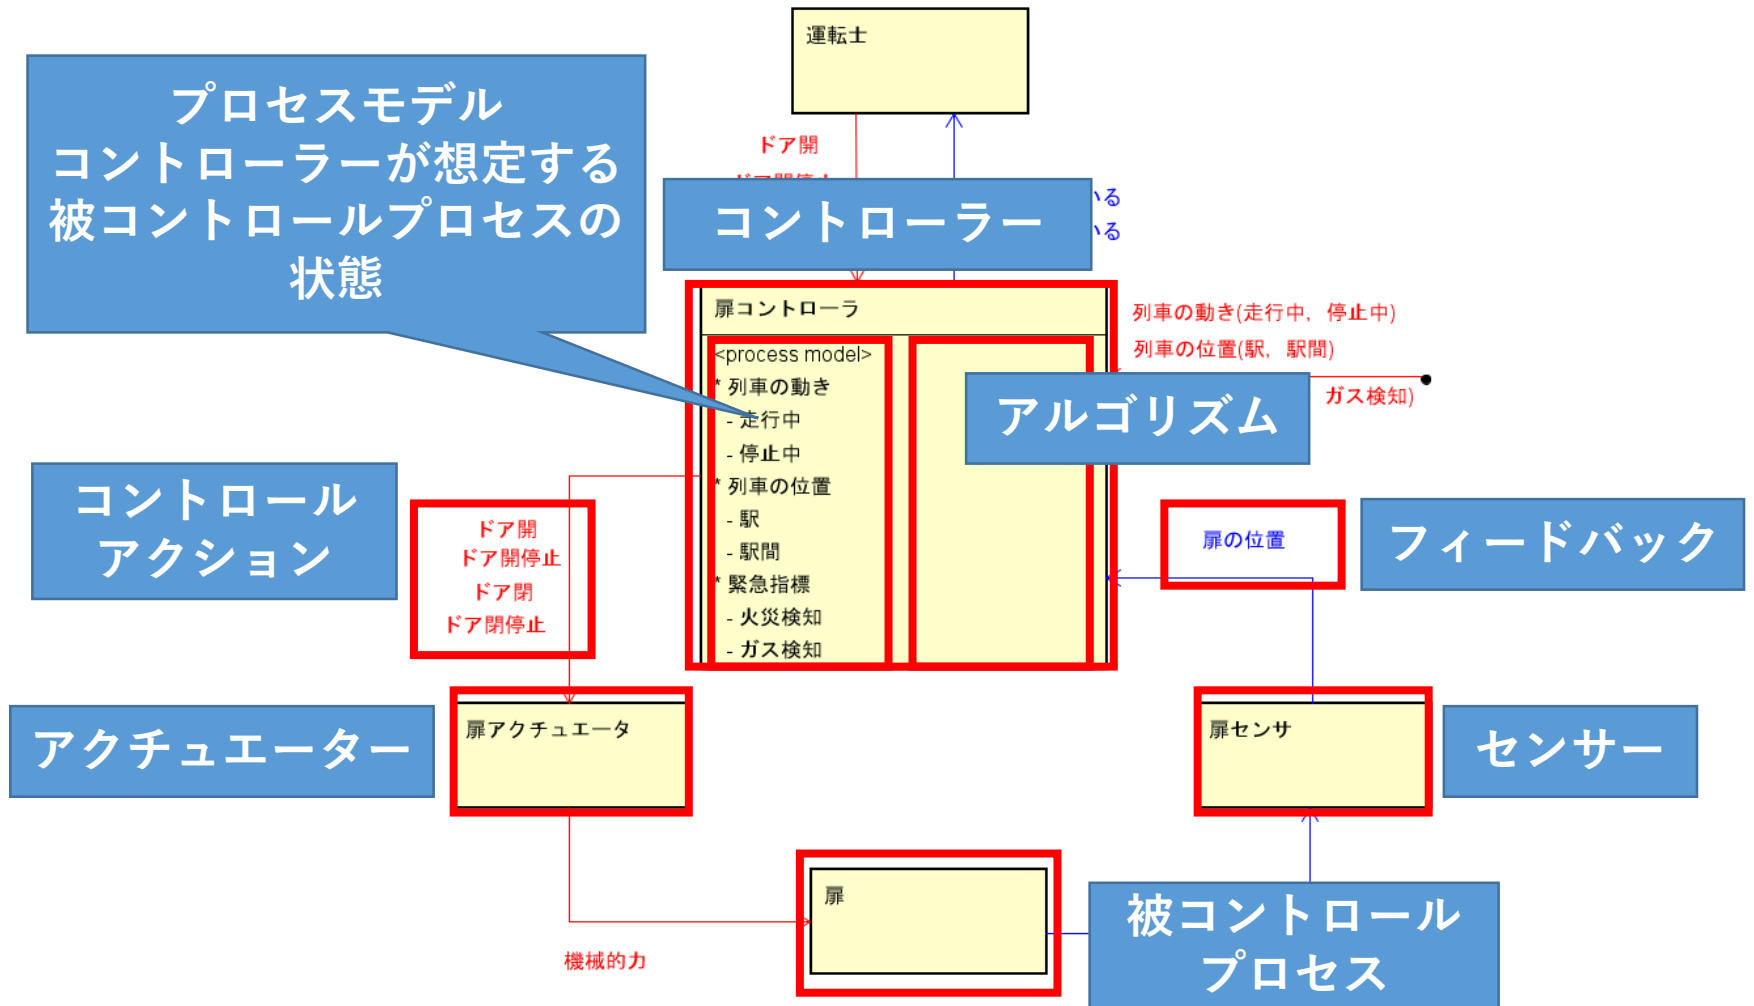 運転士
プロセスモデル
コントローラーが想定する
被コントロールプロセスの
状態
ドア開
コントローラー
いる
いる
扉コントローラ
<process model>
* 列車の動き
- 走行中
- 停止中
* 列車の位置
- 駅
- 駅間
* 緊急指標
- 火災検知
- ガス検知
列車の動き(走行中, 停止中)
列車の位置(駅, 駅間)
ガス検知)
アルゴリズム
コントロール
アクション
ドア開
ドア開停止
ドア閉
ドア閉停止
扉の位置
フィードバック
アクチュエーター
扉アクチュエータ
扉センサ
センサー
扉
被コントロール
プロセス
機械的力